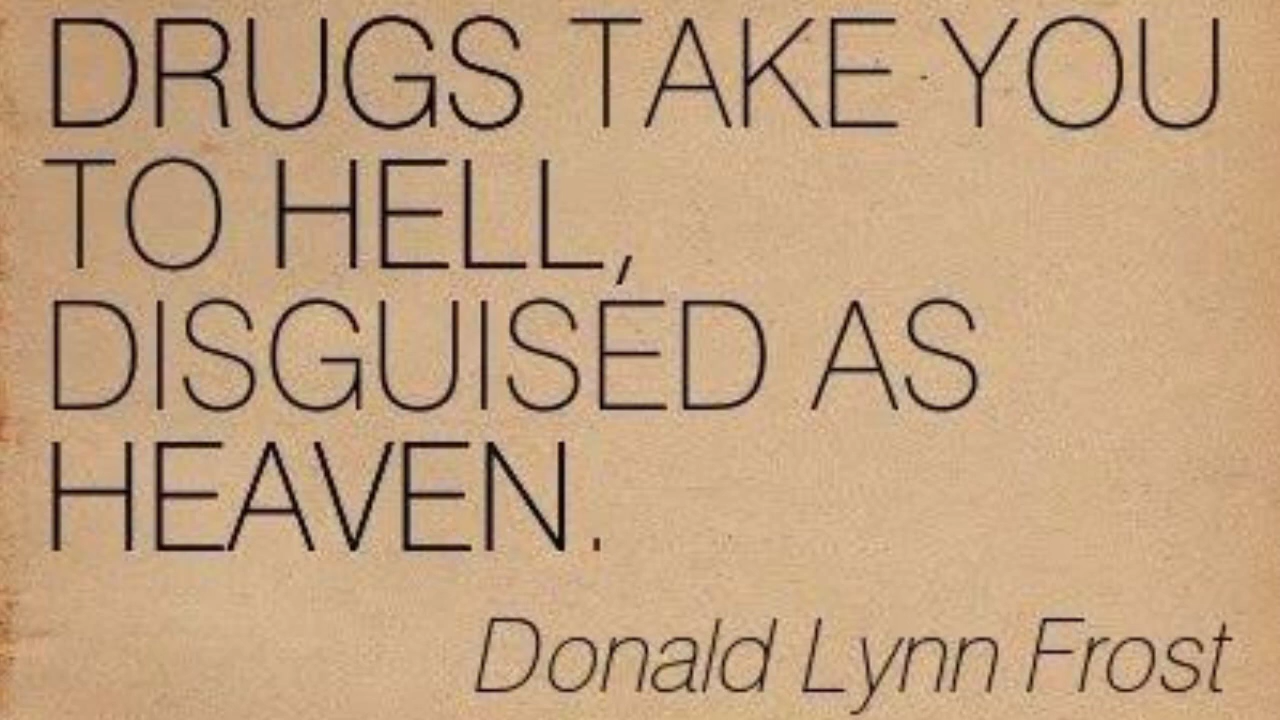 DRUGS TAKE YOU
TO HELL,
DISGUISED AS
HEAVEN.
Donald Lynn Frost